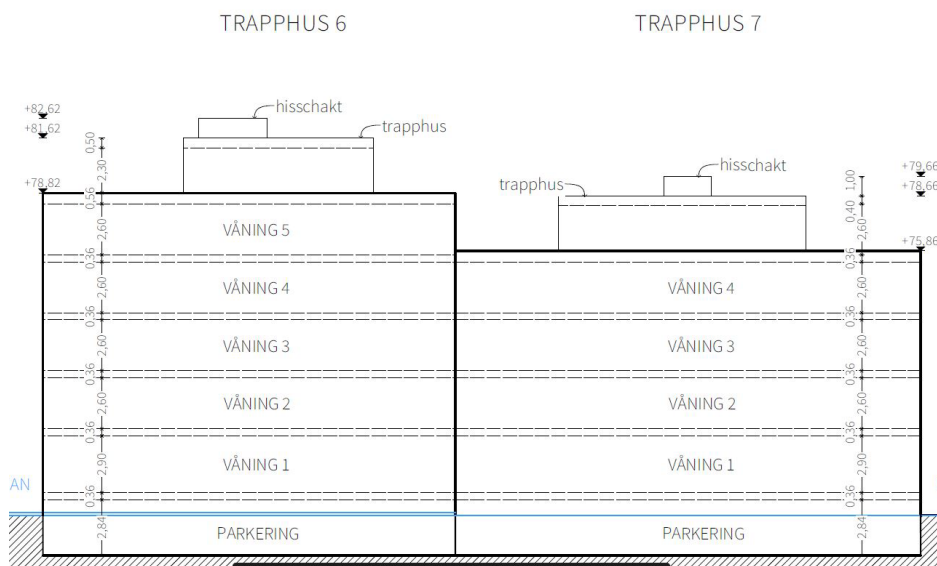 TRAPPHUS 6
TRAPPHUS 7
+82,62
+81,62
+78,82
hisschakt
trapphus
0,50
2,30
0,56
2,60
0,36
2,60
0,36
2,60
0,36
2,60
0,36
2,90
0,36
2,84
VÅNING 5
VÅNING 4
VÅNING 3
VÅNING 2
VÅNING 1
PARKERING
AN
trapphus
hisschakt
+79,66
+78,66
+75,86
1,00
0,40
2,60
0,36
2,60
0,36
2,60
0,36
2,60
0,36
2,90
0,36
2,84
VÅNING 4
VÅNING 3
VÅNING 2
VÅNING 1
PARKERING